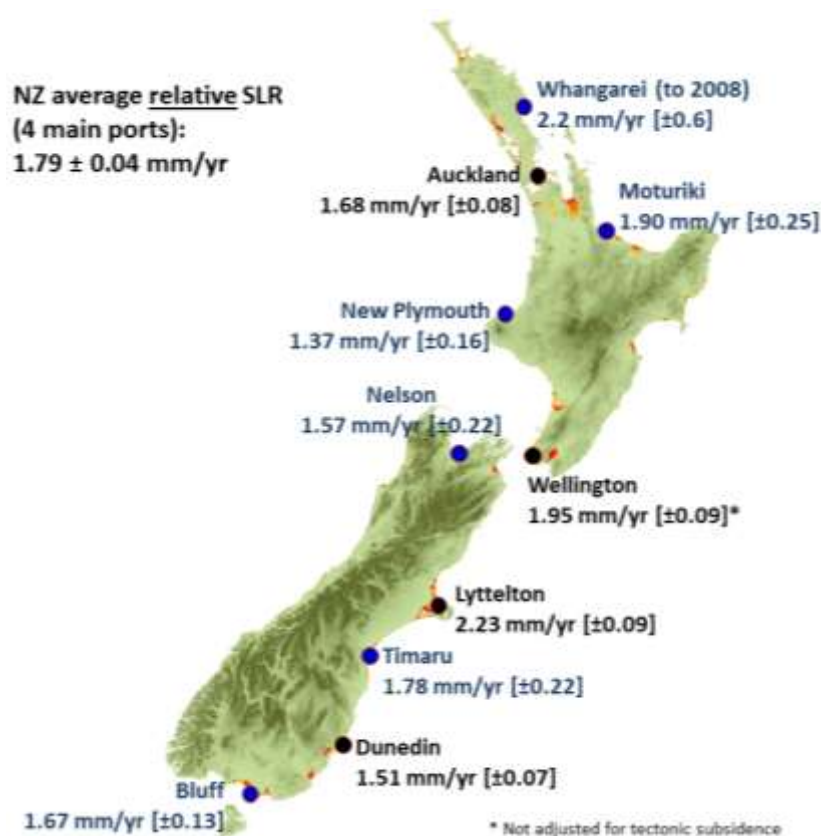 NZ average relative SLR
(4 main ports):
1.79 ± 0.04 mm/yr
Whangarei (to 2008)
2.2 mm/yr [±0.6]
Auckland
1.68 mm/yr [±0.08]
Moturiki
1.90 mm/yr [±0.25]
New Plymouth
1.37 mm/yr [±0.16]
Nelson
1.57 mm/yr [±0.22]
Wellington
1.95 mm/yr [±0.09]*
Lyttelton
2.23 mm/yr [±0.09]
Timaru
1.78 mm/yr [±0.22]
Dunedin
1.51 mm/yr [±0.07]
Bluff
1.67 mm/yr [±0.13]
* Not adjusted for tectonic subsidence